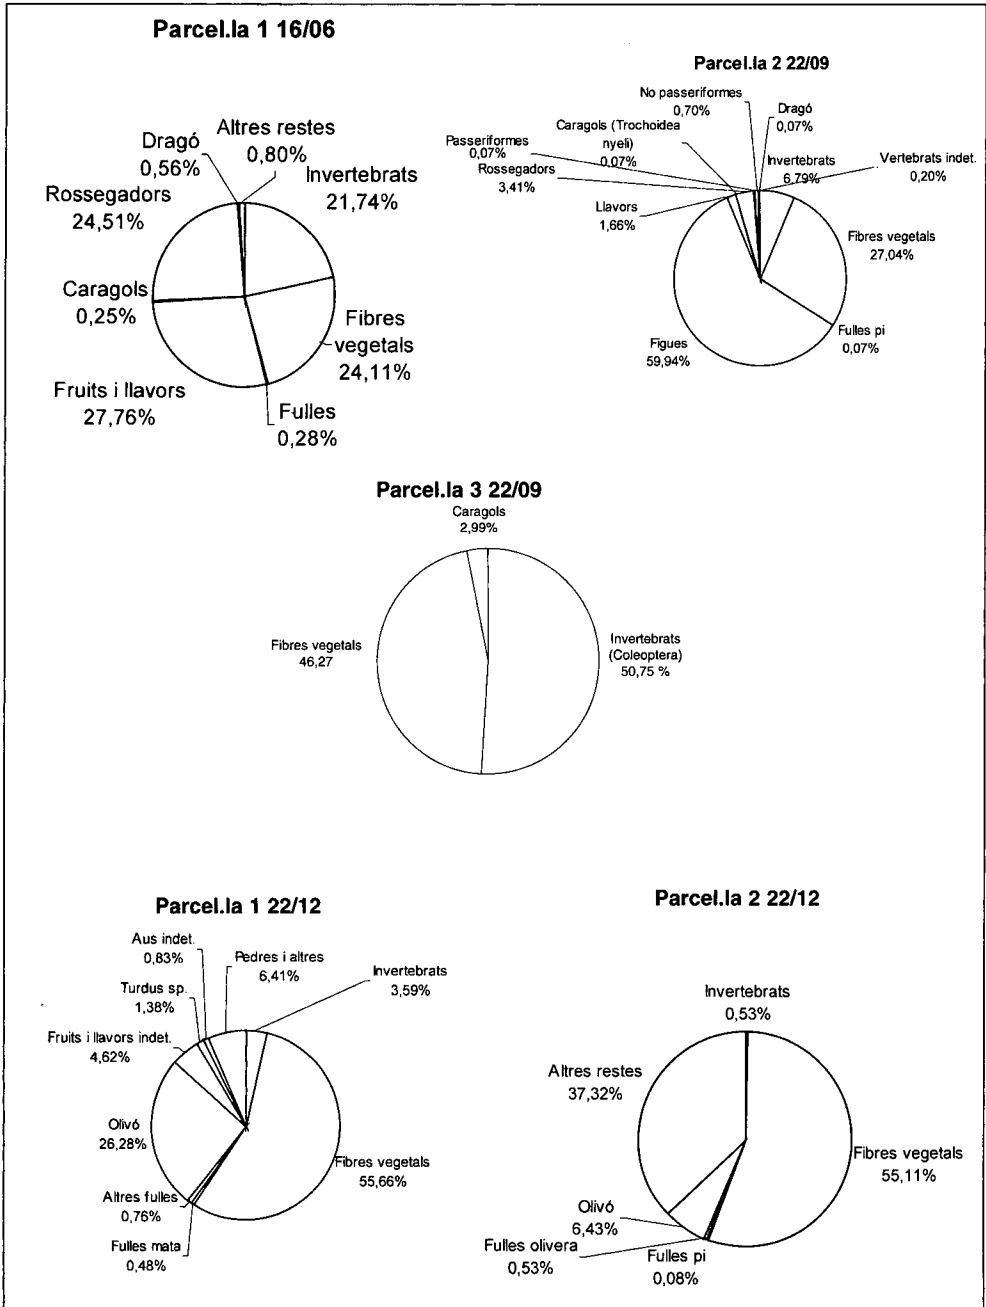 Parcel.la 1 16/06
Altres restes
0,80%
Dragó
0,56%
Invertebrats
21,74%
Rossegadors
24,51%
Caragols
0,25%
Fibres
vegetals
24,11%
Fruits i llavors
27,76%
Fulles
0,28%
Parcel.la 2 22/09
No passeriformes
0,70%
Dragó
0,07%
Caragols (Trochoidea
nyeli)
0,07%
Passeriformes
0,07%
Invertebrats
6,79%
Vertebrats indet.
0,20%
Rossegadors
3,41%
Llavors
1,66%
Fibres vegetals
27,04%
Fulles pi
0,07%
Figues
59,94%
Parcel.la 3 22/09
Caragols
2,99%
Fibres vegetals
46,27
Invertebrats
(Coleoptera)
50,75 %
Parcel.la 1 22/12
Aus indet.
0,83%
Pedres i altres
6,41%
Invertebrats
3,59%
Turdus sp.
1,38%
Fruits i llavors indet.
4,62%
Olivó
26,28%
Fibres vegetals
55,66%
Altres fulles
0,76%
Fulles mata
0,48%
Parcel.la 2 22/12
Invertebrats
0,53%
Altres restes
37,32%
Fibres vegetals
55,11%
Olivó
6,43%
Fulles olivera
0,53%
Fulles pi
0,08%